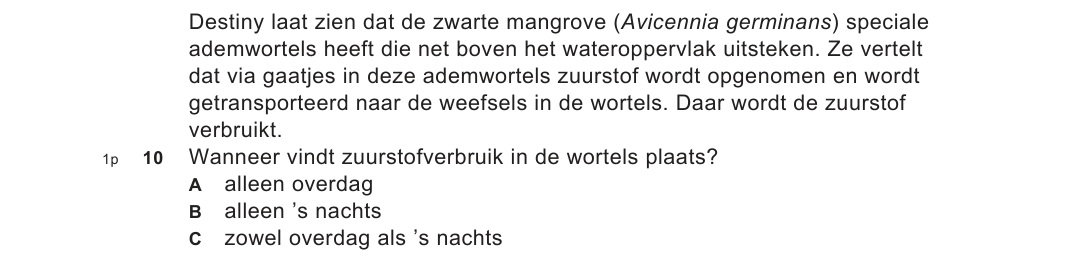 Destiny laat zien dat de zwarte mangrove (Avicennia germinans) speciale
ademwortels heeft die net boven het wateroppervlak uitsteken. Ze vertelt
dat via gaatjes in deze ademwortels zuurstof wordt opgenomen en wordt
getransporteerd naar de weefsels in de wortels. Daar wordt de zuurstof
verbruikt.
1p 10 Wanneer vindt zuurstofverbruik in de wortels plaats?
A alleen overdag
B alleen ’s nachts
C zowel overdag als ’s nachts